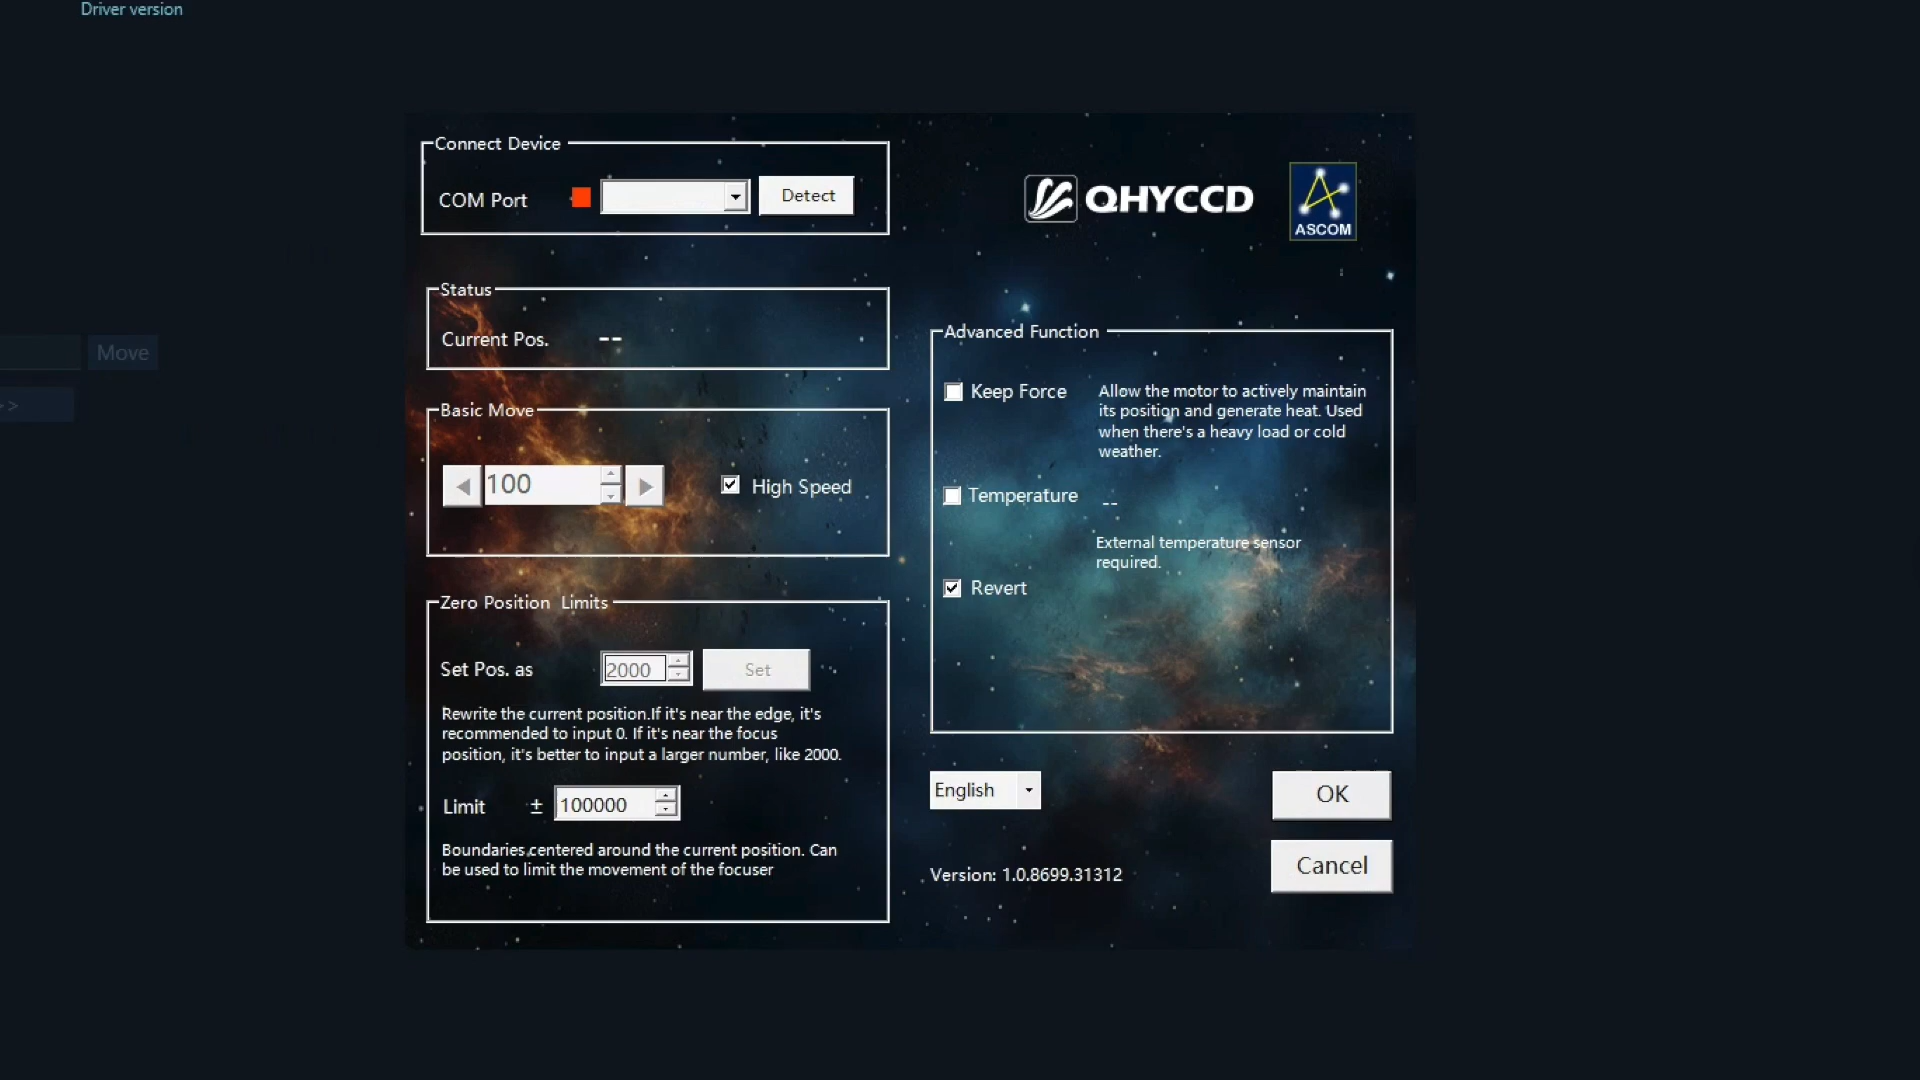 Driver version
Connect Device
COM Port
Detect
QHYCCD
ASCOM
Status
Current Pos.
--
Move
>
Basic Move
100
High Speed
Zero Position Limits
Set Pos. as
2000
Set
Rewrite the current position.If it's near the edge, it's
recommended to input 0. If it's near the focus
position, it's better to input a larger number, like 2000.
Limit ± 100000
Boundaries centered around the current position. Can
be used to limit the movement of the focuser
Advanced Function
Keep Force
Allow the motor to actively maintain
its position and generate heat. Used
when there's a heavy load or cold
weather.
Temperature
--
External temperature sensor
required.
Revert
English
OK
Version: 1.0.8699.31312
Cancel